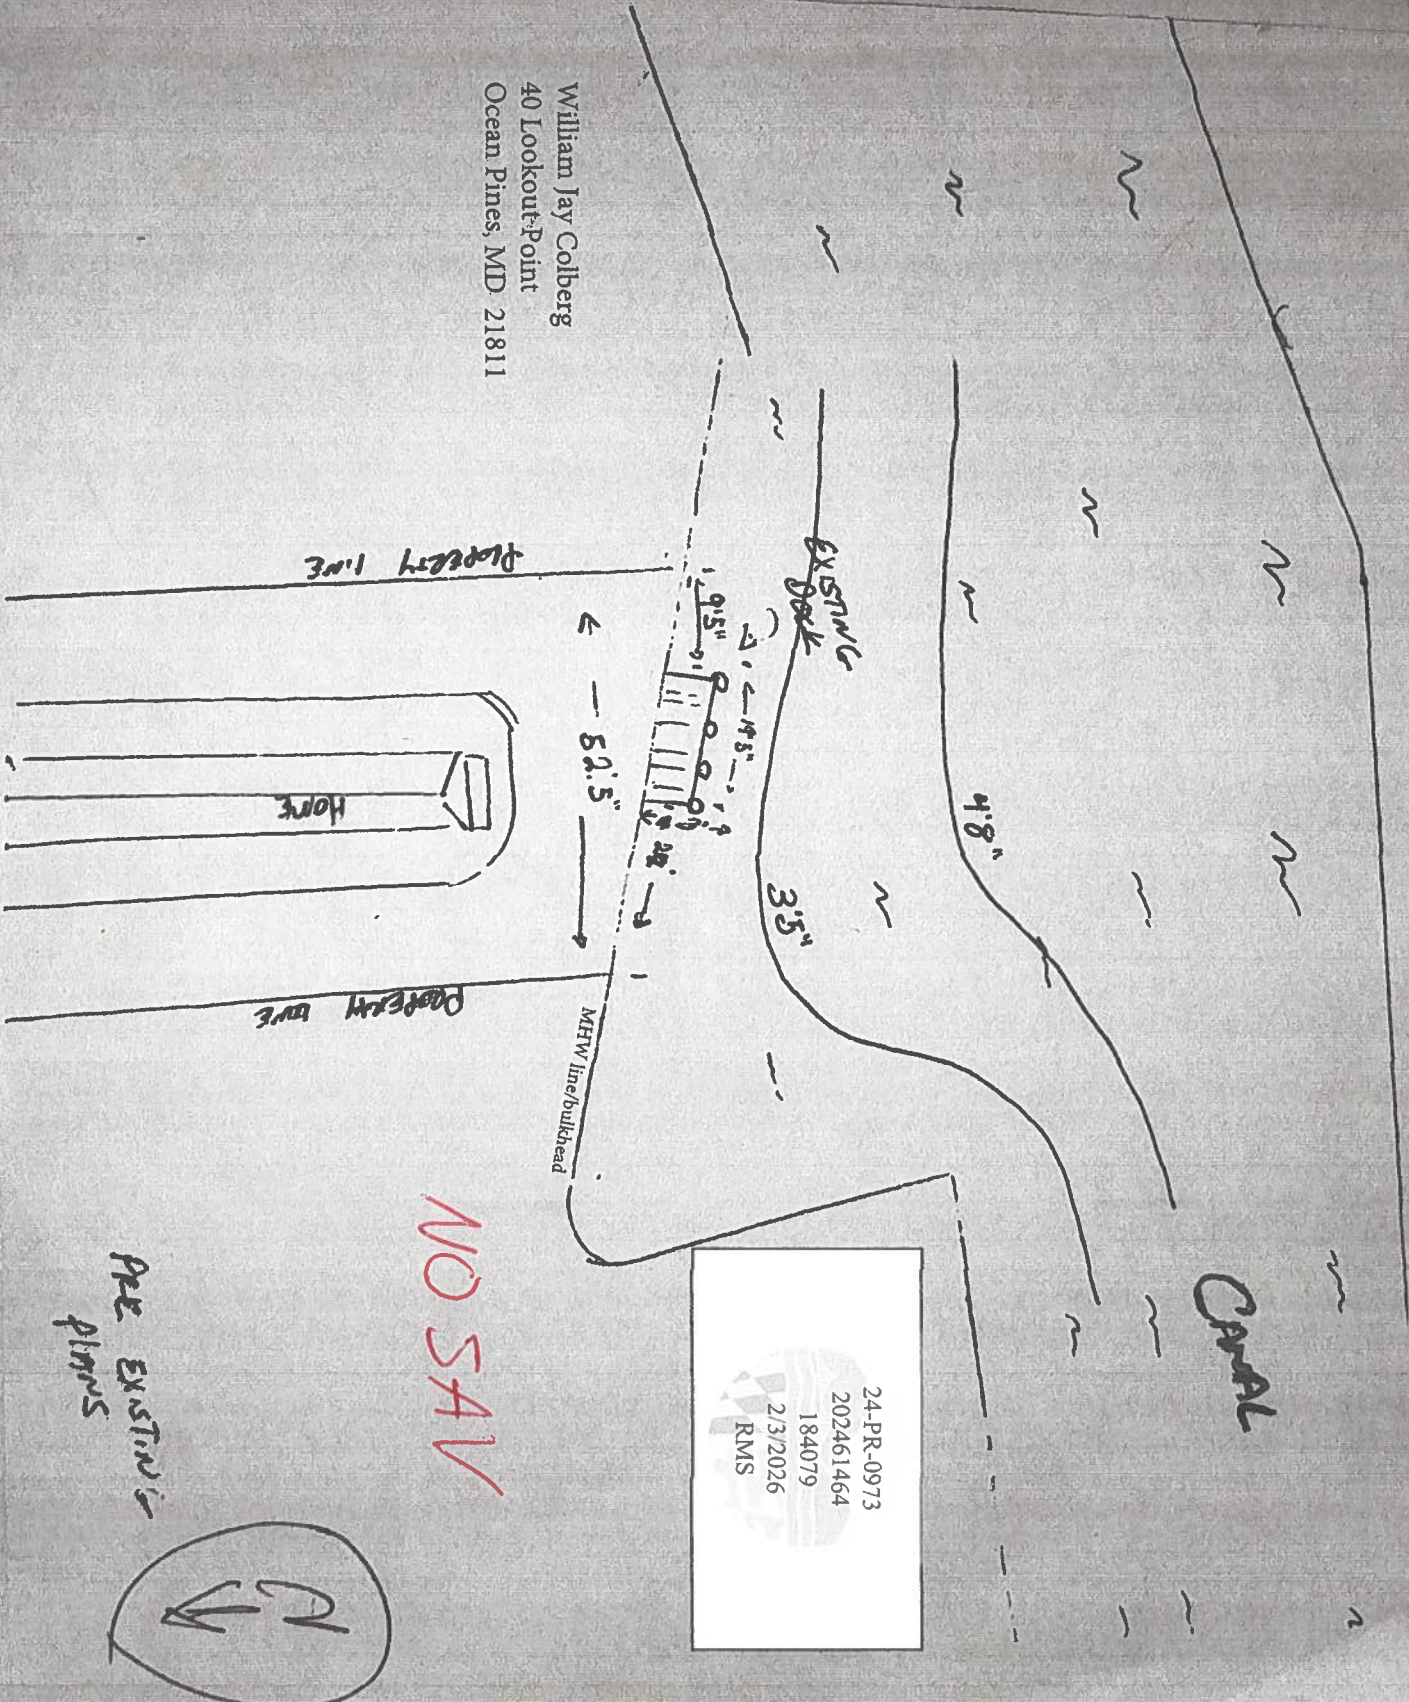 William Jay Colberg
40 Lookout Point
Ocean Pines, MD 21811
CANAL
4'8"
EXISTING
DOCK
3'5"
9'5"
19'5"
52'.5"
PROPERTY LINE
HOME
PROPERTY LINE
MHW line/bulkhead
24-PR-0973
202461464
184079
2/3/2026
RMS
NO SAV
PRE EXISTING
PLANS